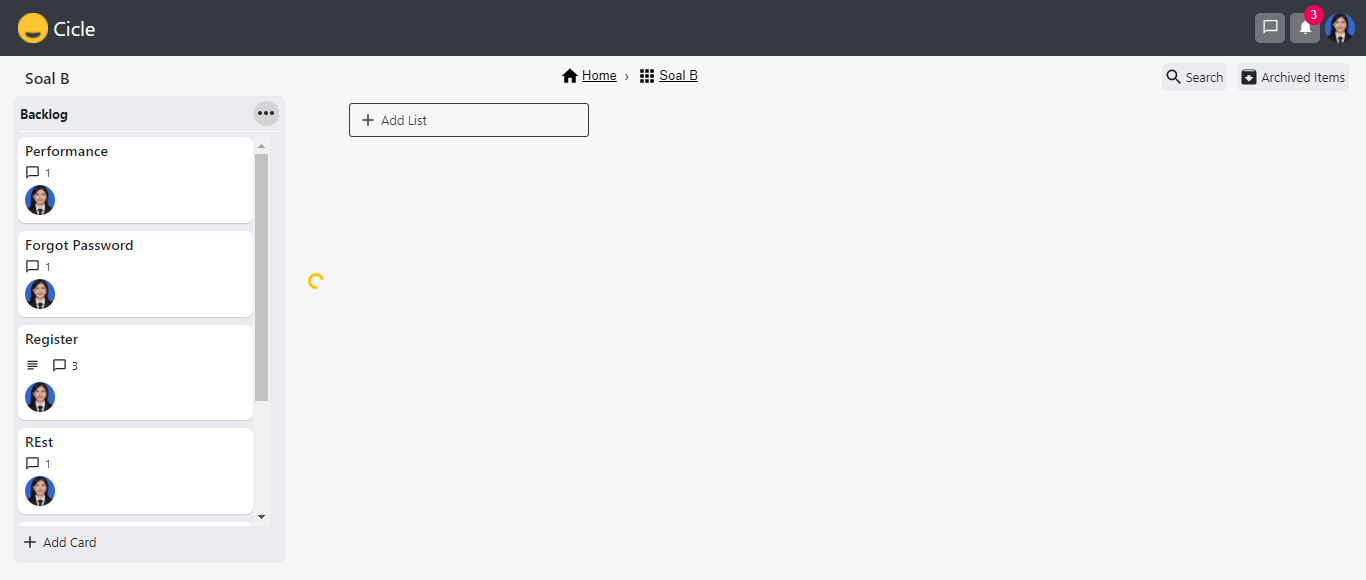 Cicle
3
Soal B
Home › Soal B
Search
Archived Items
Backlog
Add List
Performance
1
Forgot Password
1
Register
3
REst
1
Add Card